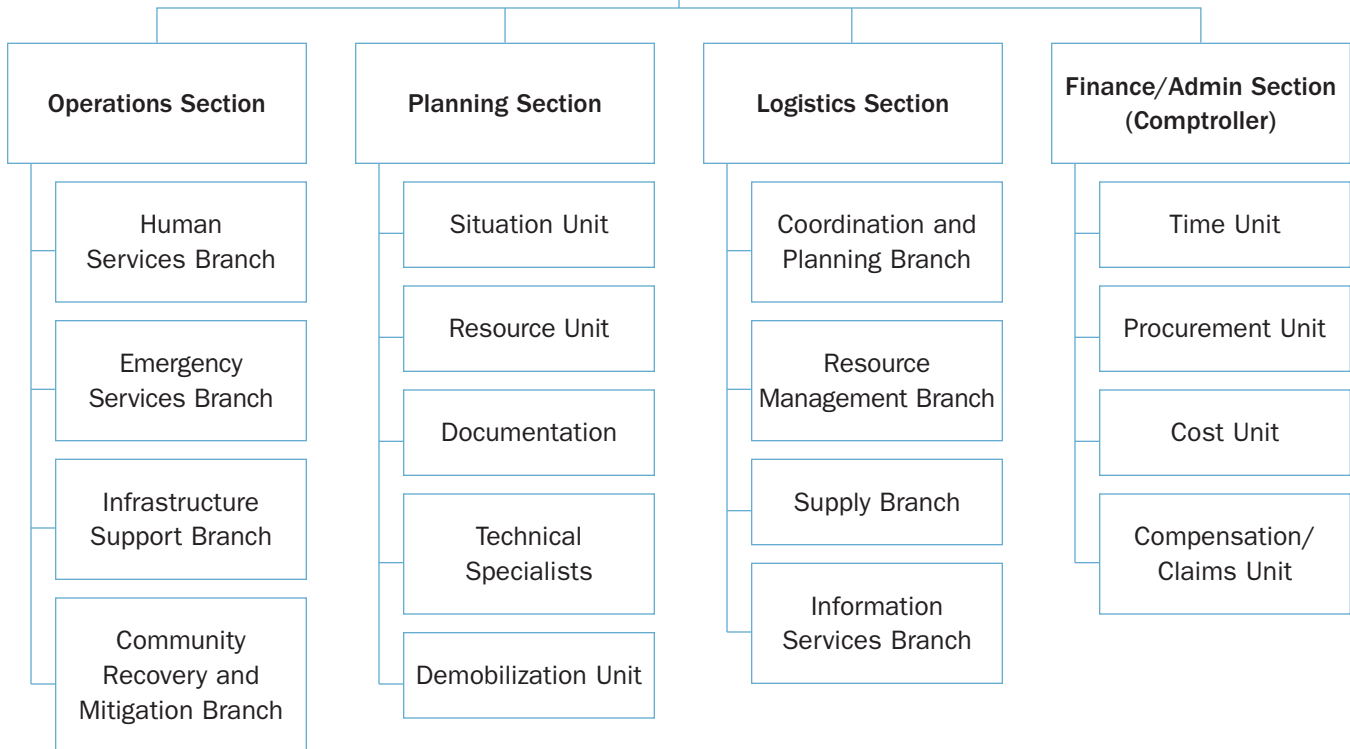 Operations Section
Human
Services Branch
Emergency
Services Branch
Infrastructure
Support Branch
Community
Recovery and
Mitigation Branch
Planning Section
Situation Unit
Resource Unit
Documentation
Technical
Specialists
Demobilization Unit
Logistics Section
Coordination and
Planning Branch
Resource
Management Branch
Supply Branch
Information
Services Branch
Finance/Admin Section
(Comptroller)
Time Unit
Procurement Unit
Cost Unit
Compensation/
Claims Unit